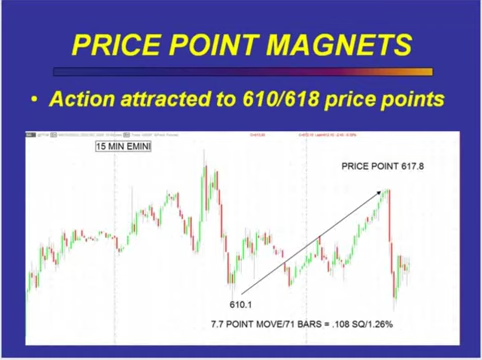 PRICE POINT MAGNETS
• Action attracted to 610/618 price points
15 MIN EMINI
PRICE POINT 617.8
610.1
7.7 POINT MOVE/71 BARS = .108 SQ/1.26%